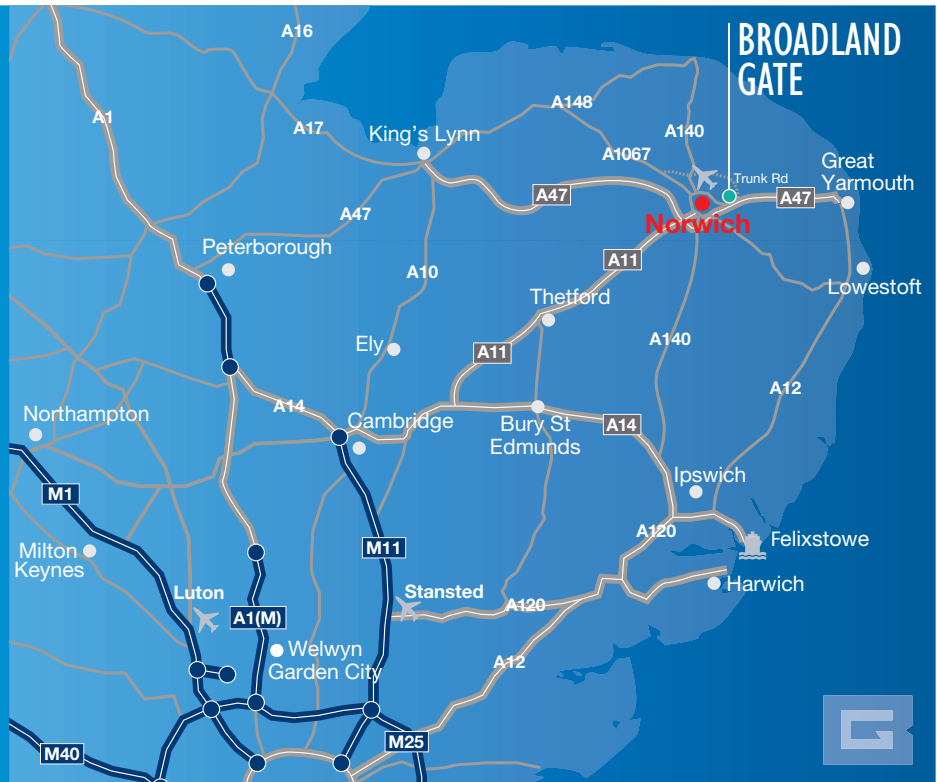 BROADLAND
GATE
A16
A1
A17
A148
King's Lynn
A140
A1067
Great
Yarmouth
Trunk Rd
A47
A47
A47
Norwich
Peterborough
A11
A10
Lowestoft
Thetford
Ely
A11
A140
A12
A14
Northampton
Cambridge
Bury St
Edmunds
A14
Ipswich
M1
A120
Felixstowe
M11
Milton
Keynes
Harwich
Luton
Stansted
A120
A1(M)
Welwyn
Garden City
A12
M25
M40
G